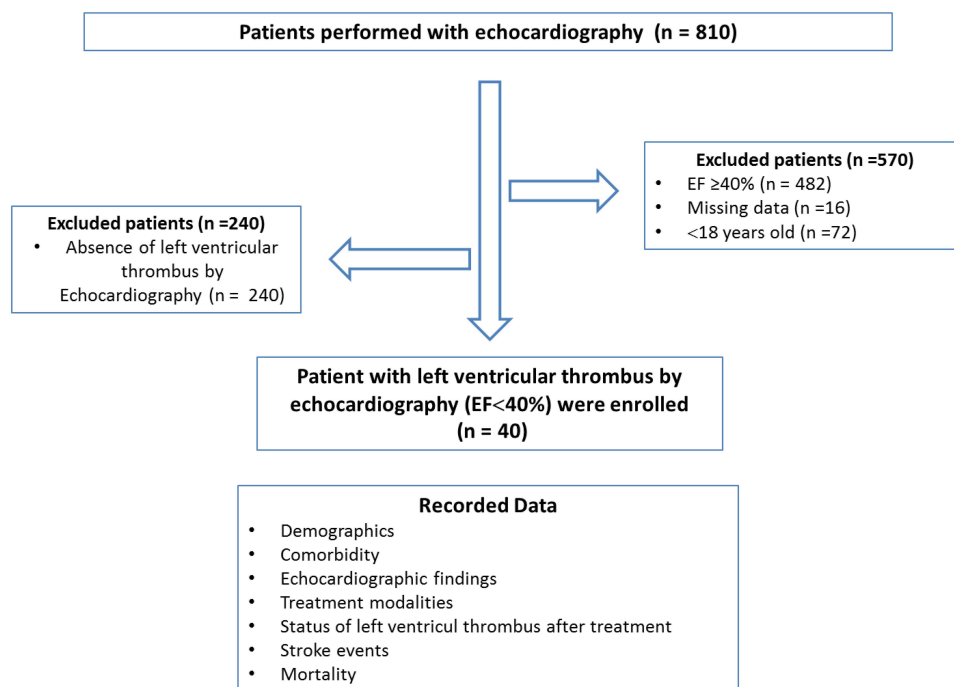 Patients performed with echocardiography (n = 810)
Excluded patients (n =570)
• EF ≥40% (n = 482)
• Missing data (n =16)
• <18 years old (n =72)
Excluded patients (n =240)
• Absence of left ventricular
thrombus by
Echocardiography (n = 240)
Patient with left ventricular thrombus by
echocardiography (EF<40%) were enrolled
(n = 40)
Recorded Data
• Demographics
• Comorbidity
• Echocardiographic findings
• Treatment modalities
• Status of left ventricul thrombus after treatment
• Stroke events
• Mortality